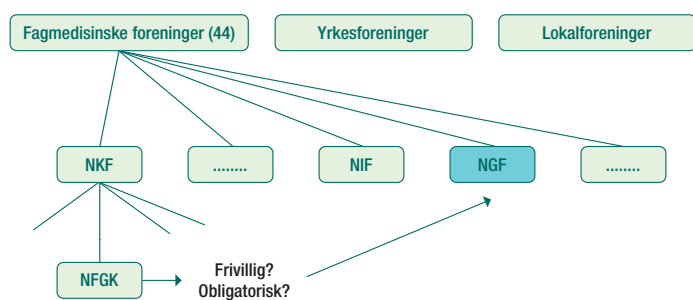 Fagmedisinske foreninger (44)
Yrkesforeninger
Lokalforeninger
NKF
........
NIF
NGF
........
NFGK
Frivillig?
Obligatorisk?